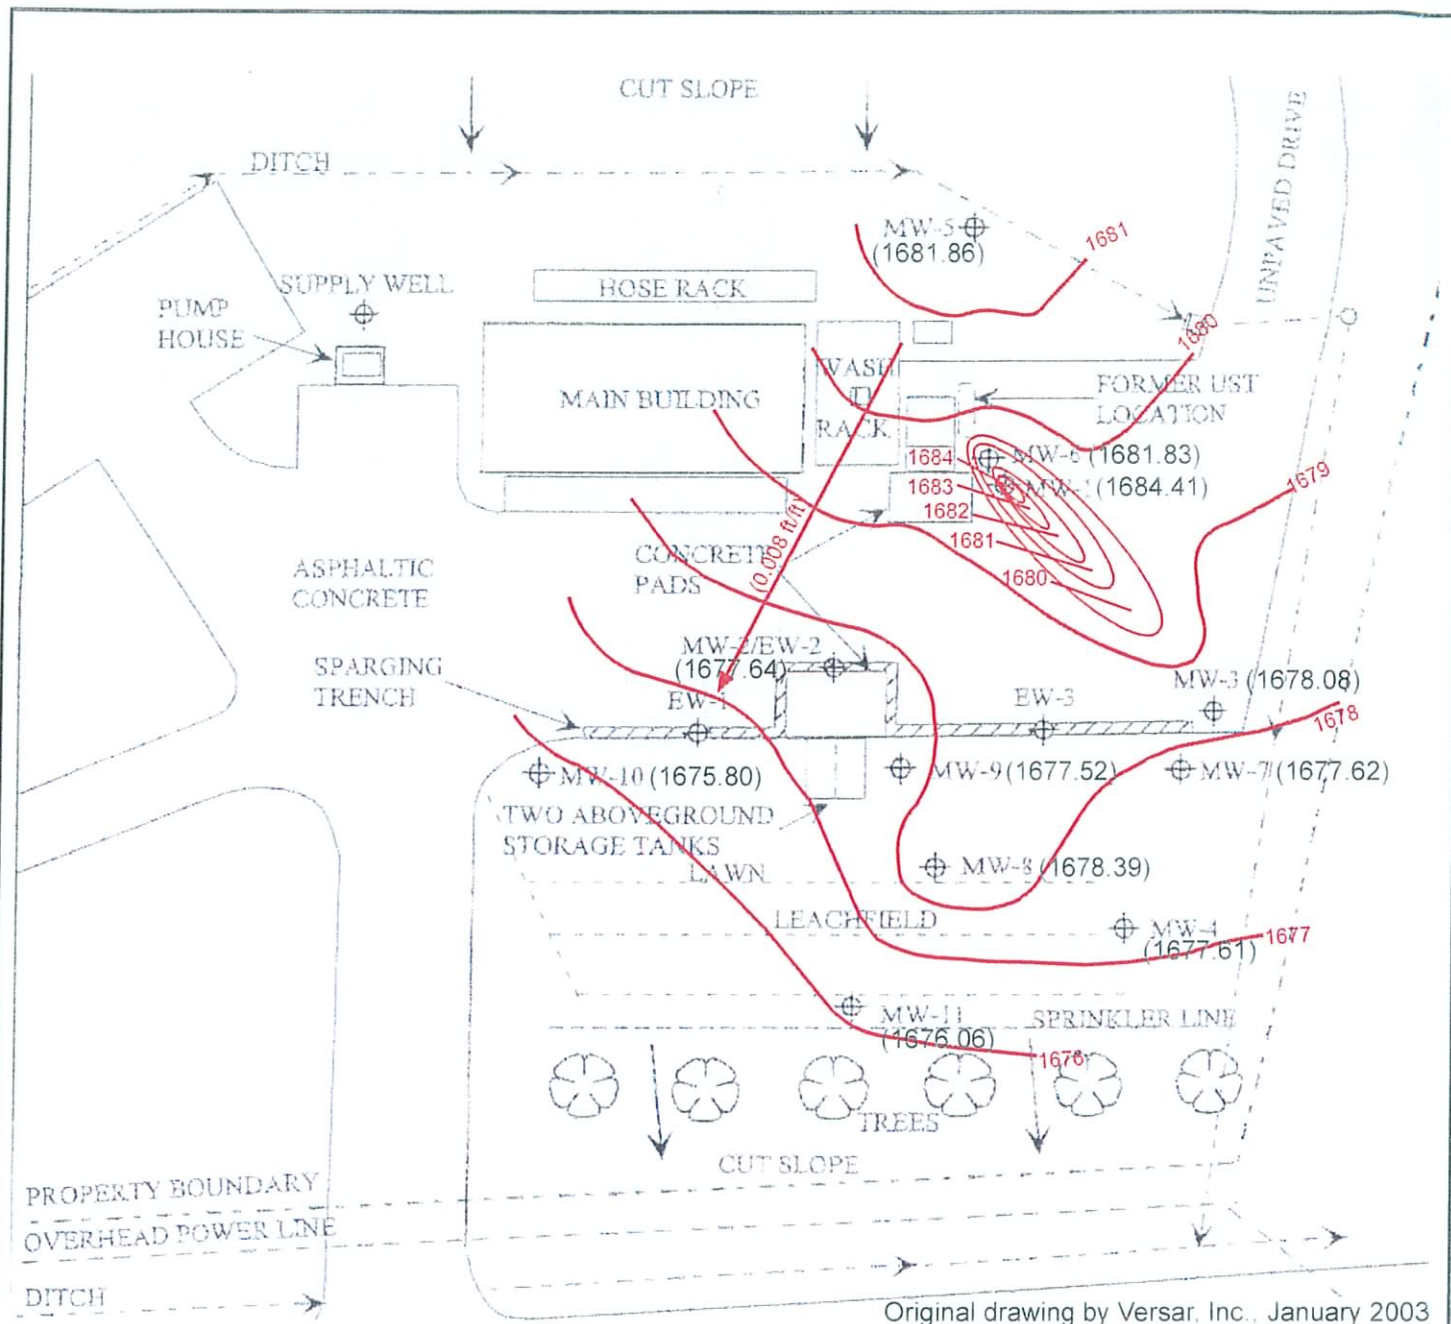 CUT SLOPE
DITCH
UNPAVED DRIVE
MW-5
(1681.86)
1681
SUPPLY WELL
HOSE RACK
PUMP
HOUSE
1680
WASH
RACK
MAIN BUILDING
FORMER UST
LOCATION
1684
MW-6 (1681.83)
1683
MW-1 (1684.41)
1682
1679
1681
1680
(0.008 ft/ft)
CONCRETE
PADS
ASPHALTIC
CONCRETE
MW-2/EW-2
(1677.64)
SPARGING
TRENCH
EW-1
EW-3
MW-3 (1678.08)
1678
MW-10 (1675.80)
MW-9 (1677.52)
MW-7 (1677.62)
TWO ABOVEGROUND
STORAGE TANKS
LAWN
MW-8 (1678.39)
LEACHFIELD
MW-4
(1677.61)
1677
MW-11
(1676.06)
SPRINKLER LINE
1676
TREES
CUT SLOPE
PROPERTY BOUNDARY
OVERHEAD POWER LINE
DITCH
Original drawing by Versar, Inc., January 2003